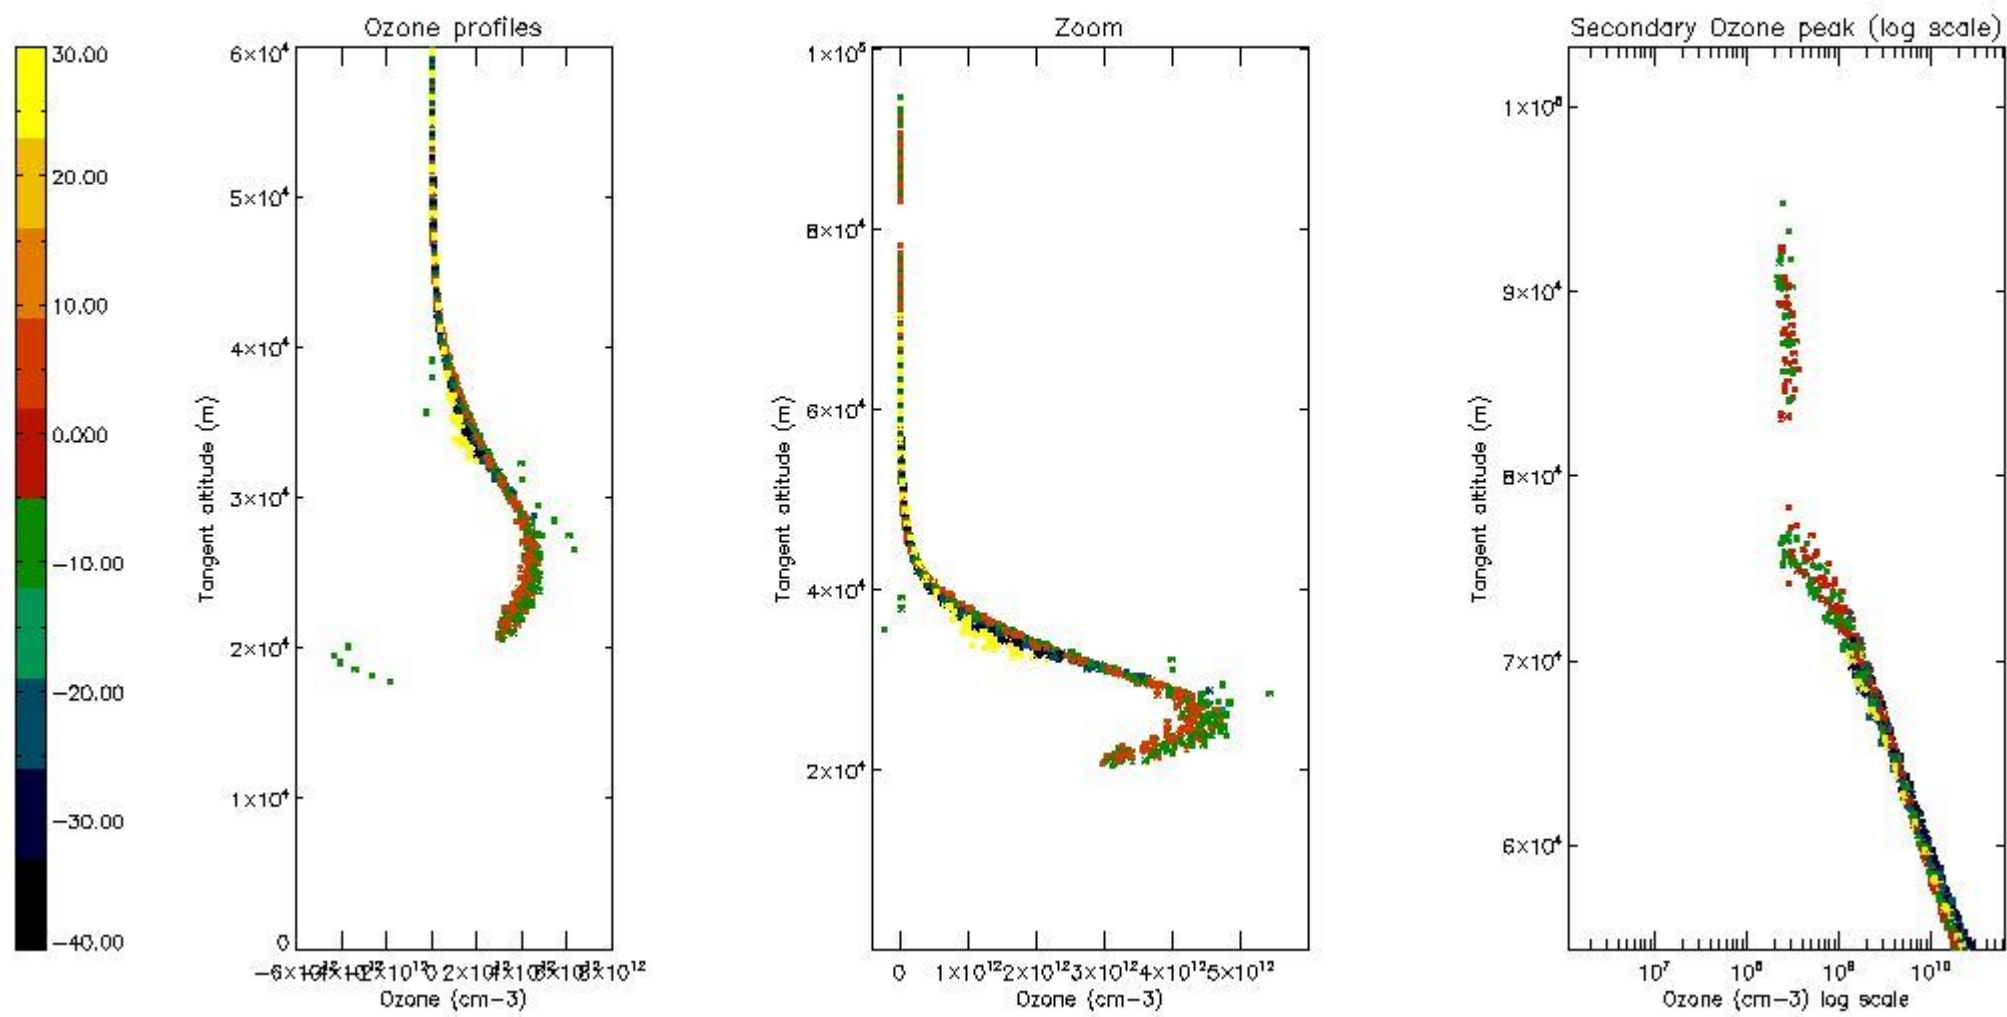 Ozone profiles
Zoom
Secondary Ozone peak (log scale)
30.00
20.00
10.00
0.000
−10.00
−20.00
−30.00
−40.00
6×10⁴
5×10⁴
4×10⁴
3×10⁴
2×10⁴
1×10⁴
0
Tangent altitude (m)
0
Ozone (cm−3)
1×10⁵
8×10⁴
6×10⁴
4×10⁴
2×10⁴
Tangent altitude (m)
0 1×10¹² 2×10¹² 3×10¹² 4×10¹² 5×10¹²
Ozone (cm−3)
9×10⁴
8×10⁴
7×10⁴
6×10⁴
Tangent altitude (m)
10⁷ 10⁸ 10⁹ 10¹⁰
Ozone (cm−3) log scale